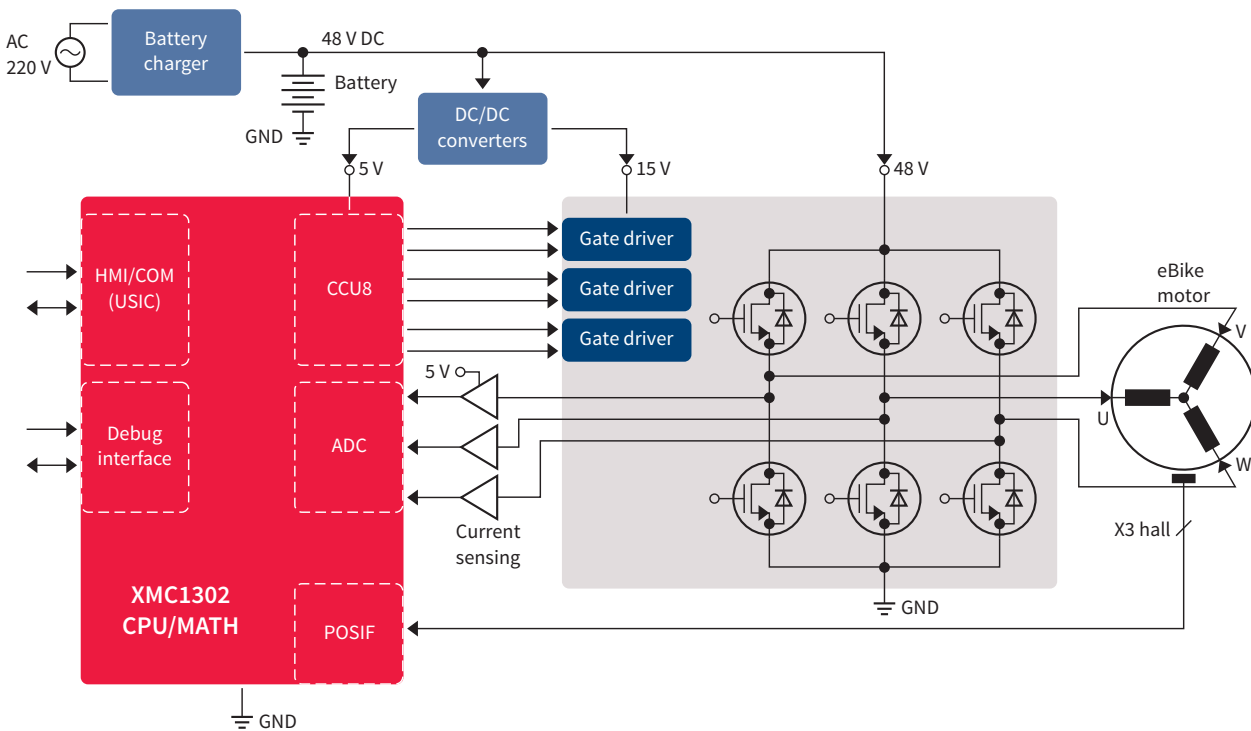 AC
220 V
Battery
charger
48 V DC
Battery
GND
DC/DC
converters
5 V
15 V
48 V
HMI/COM
(USIC)
CCU8
Gate driver
Gate driver
Gate driver
eBike
motor
V
U
W
5 V
Debug
interface
ADC
Current
sensing
X3 hall
XMC1302
CPU/MATH
POSIF
GND
GND